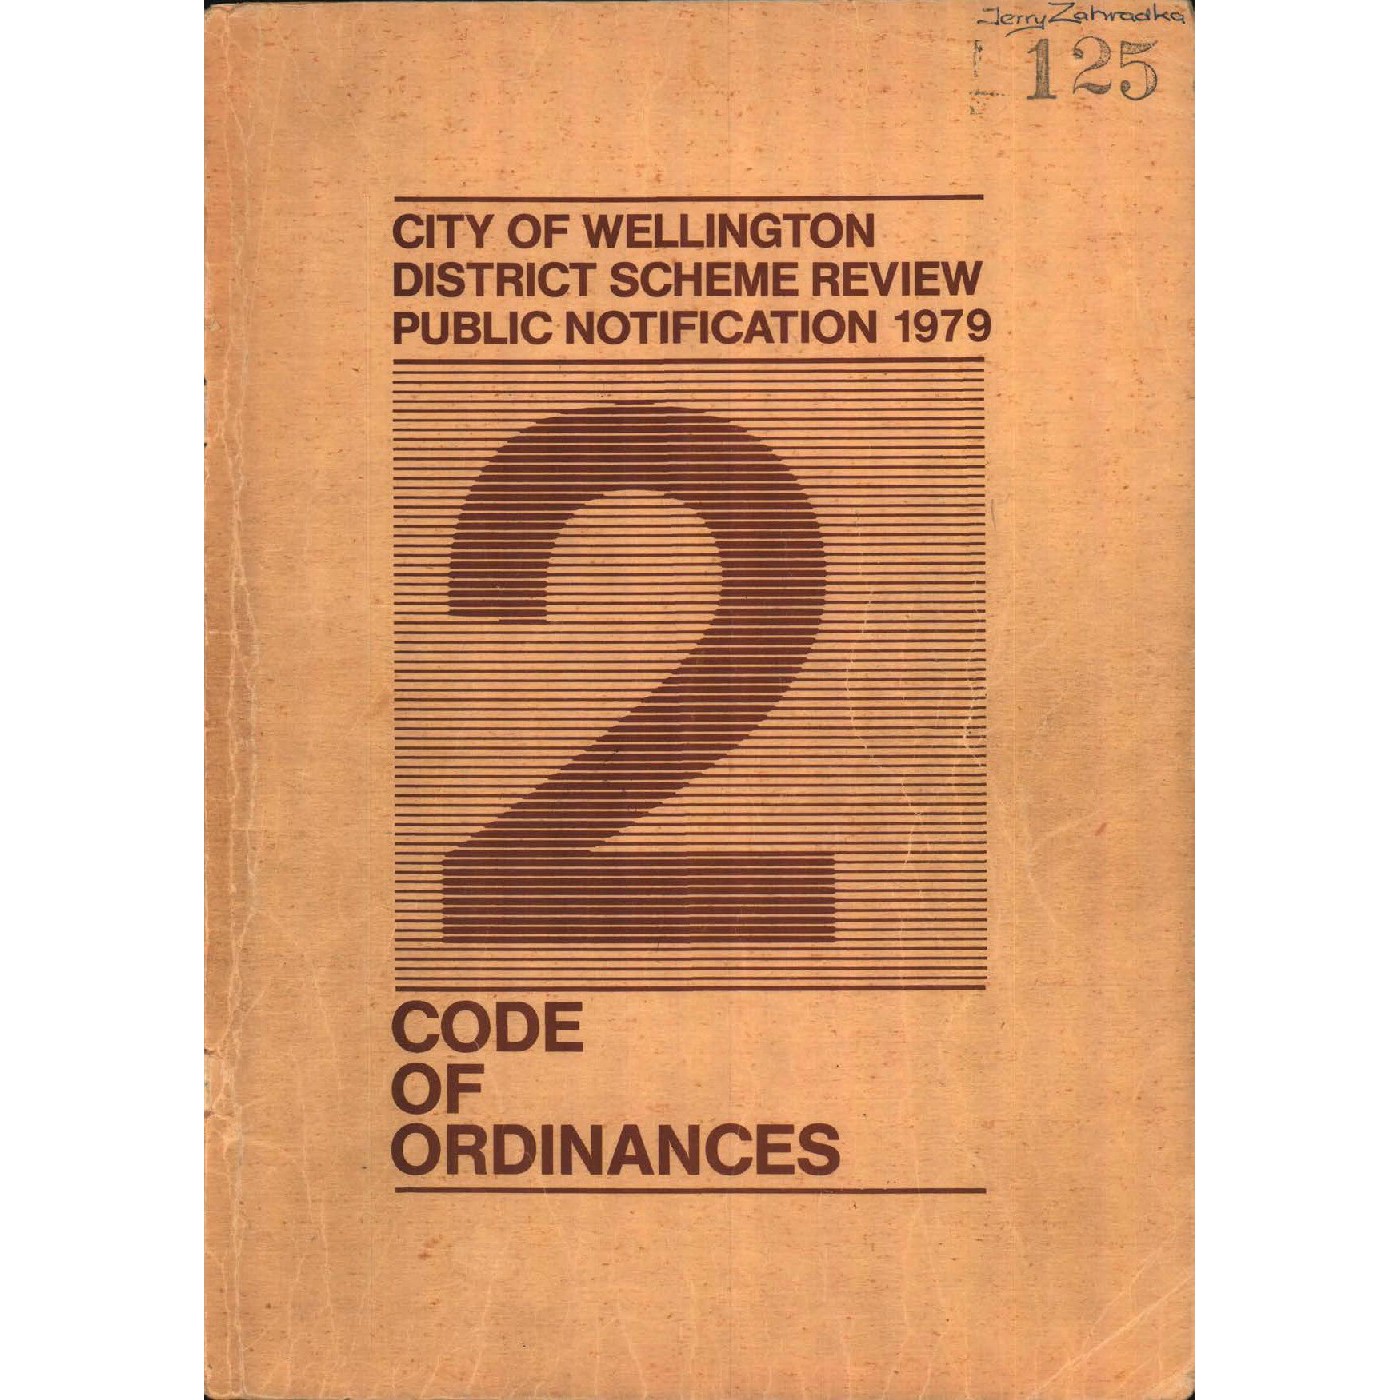 Jerry Zahradka
125
CITY OF WELLINGTON
DISTRICT SCHEME REVIEW
PUBLIC NOTIFICATION 1979
2
CODE
OF
ORDINANCES